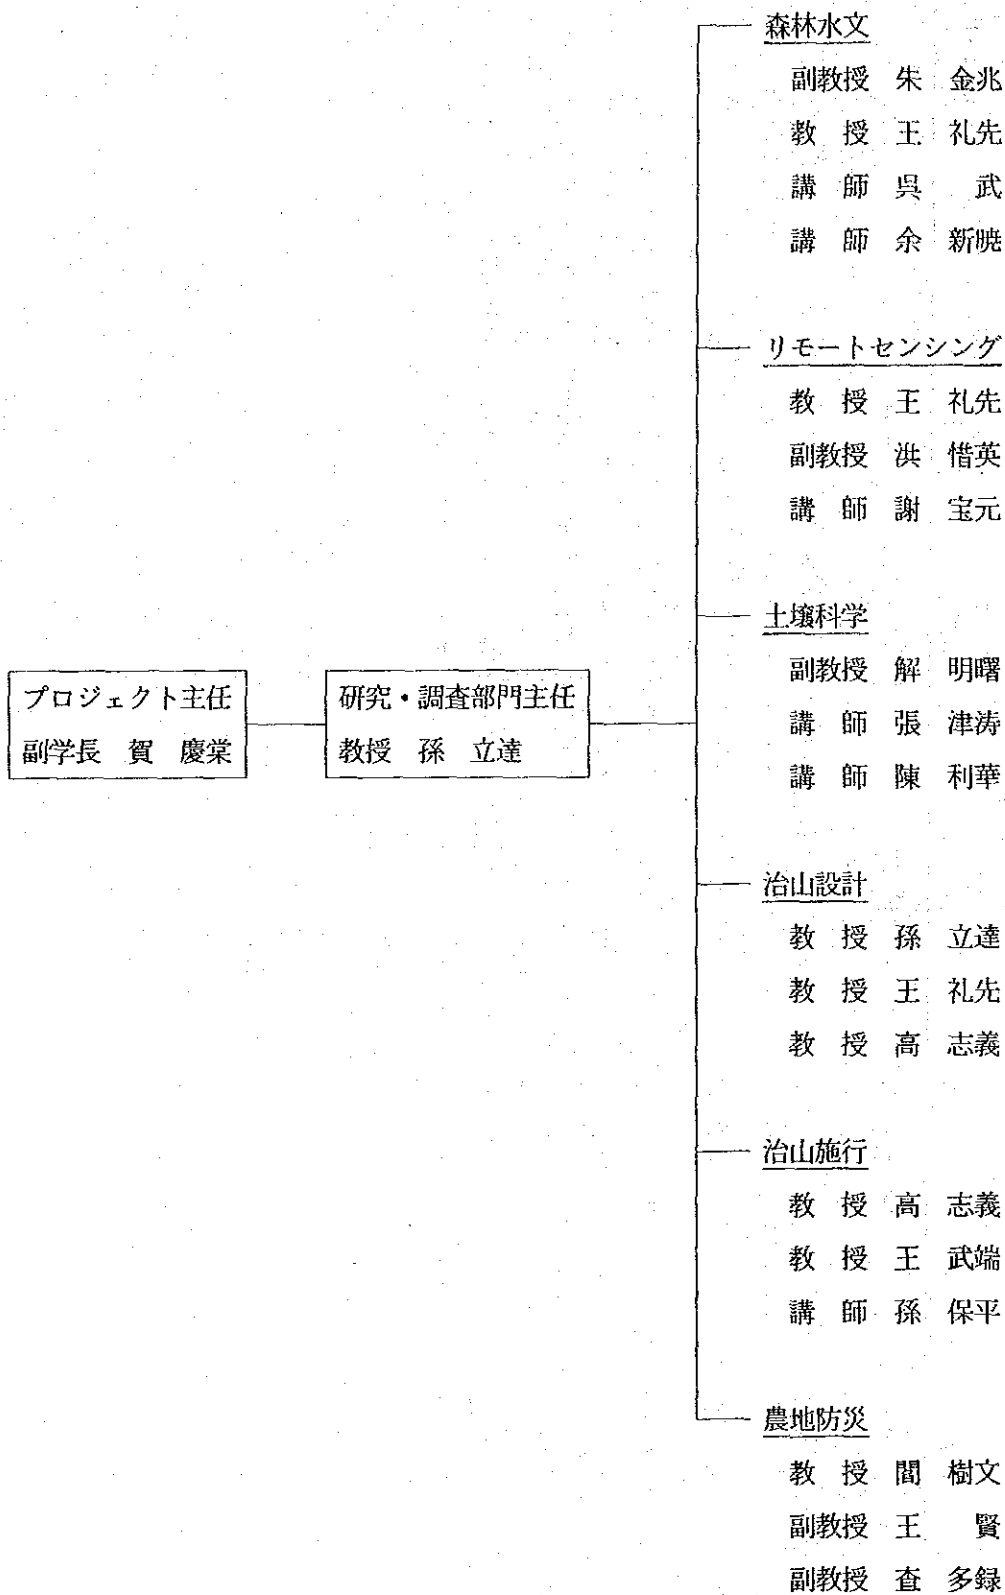 プロジェクト主任
副学長 賀 慶棠
研究・調査部門主任
教授 孫 立達
森林水文
副教授 朱 金兆
教 授 王 礼先
講 師 呉 武
講 師 余 新暁
リモートセンシング
教 授 王 礼先
副教授 洪 惜英
講 師 謝 宝元
土壌科学
副教授 解 明曙
講 師 張 津涛
講 師 陳 利華
治山設計
教 授 孫 立達
教 授 王 礼先
教 授 高 志義
治山施行
教 授 高 志義
教 授 王 武端
講 師 孫 保平
農地防災
教 授 閻 樹文
副教授 王 賢
副教授 査 多録